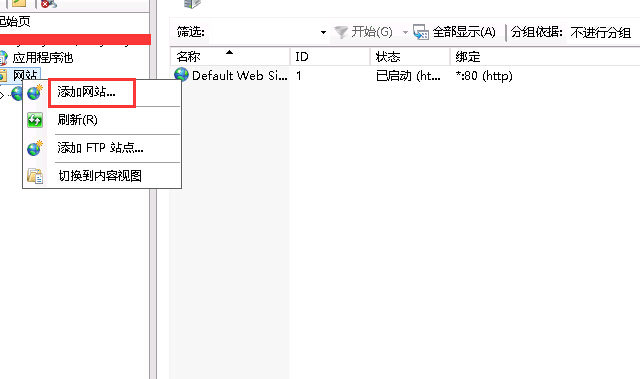 起始页
应用程序池
网站
添加网站...
刷新(R)
添加 FTP 站点...
切换到内容视图
筛选: 开始(G) 全部显示(A) 分组依据: 不进行分组
名称 ID 状态 绑定
Default Web Si... 1 已启动 (ht... *:80 (http)